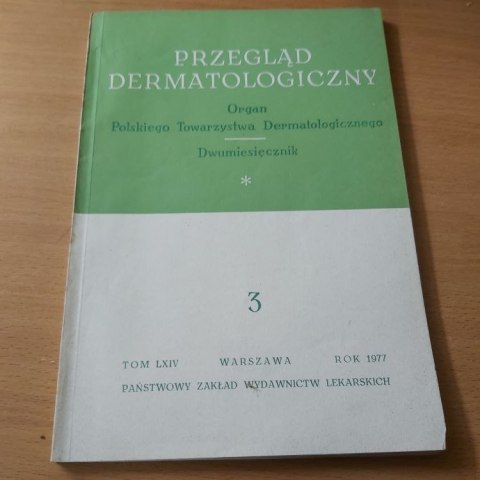 PRZEGLĄD
DERMATOLOGICZNY
Organ
Polskiego Towarzystwa Dermatologicznego
Dwumiesięcznik
*
3
TOM LXIV WARSZAWA ROK 1977
PAŃSTWOWY ZAKŁAD WYDAWNICTW LEKARSKICH